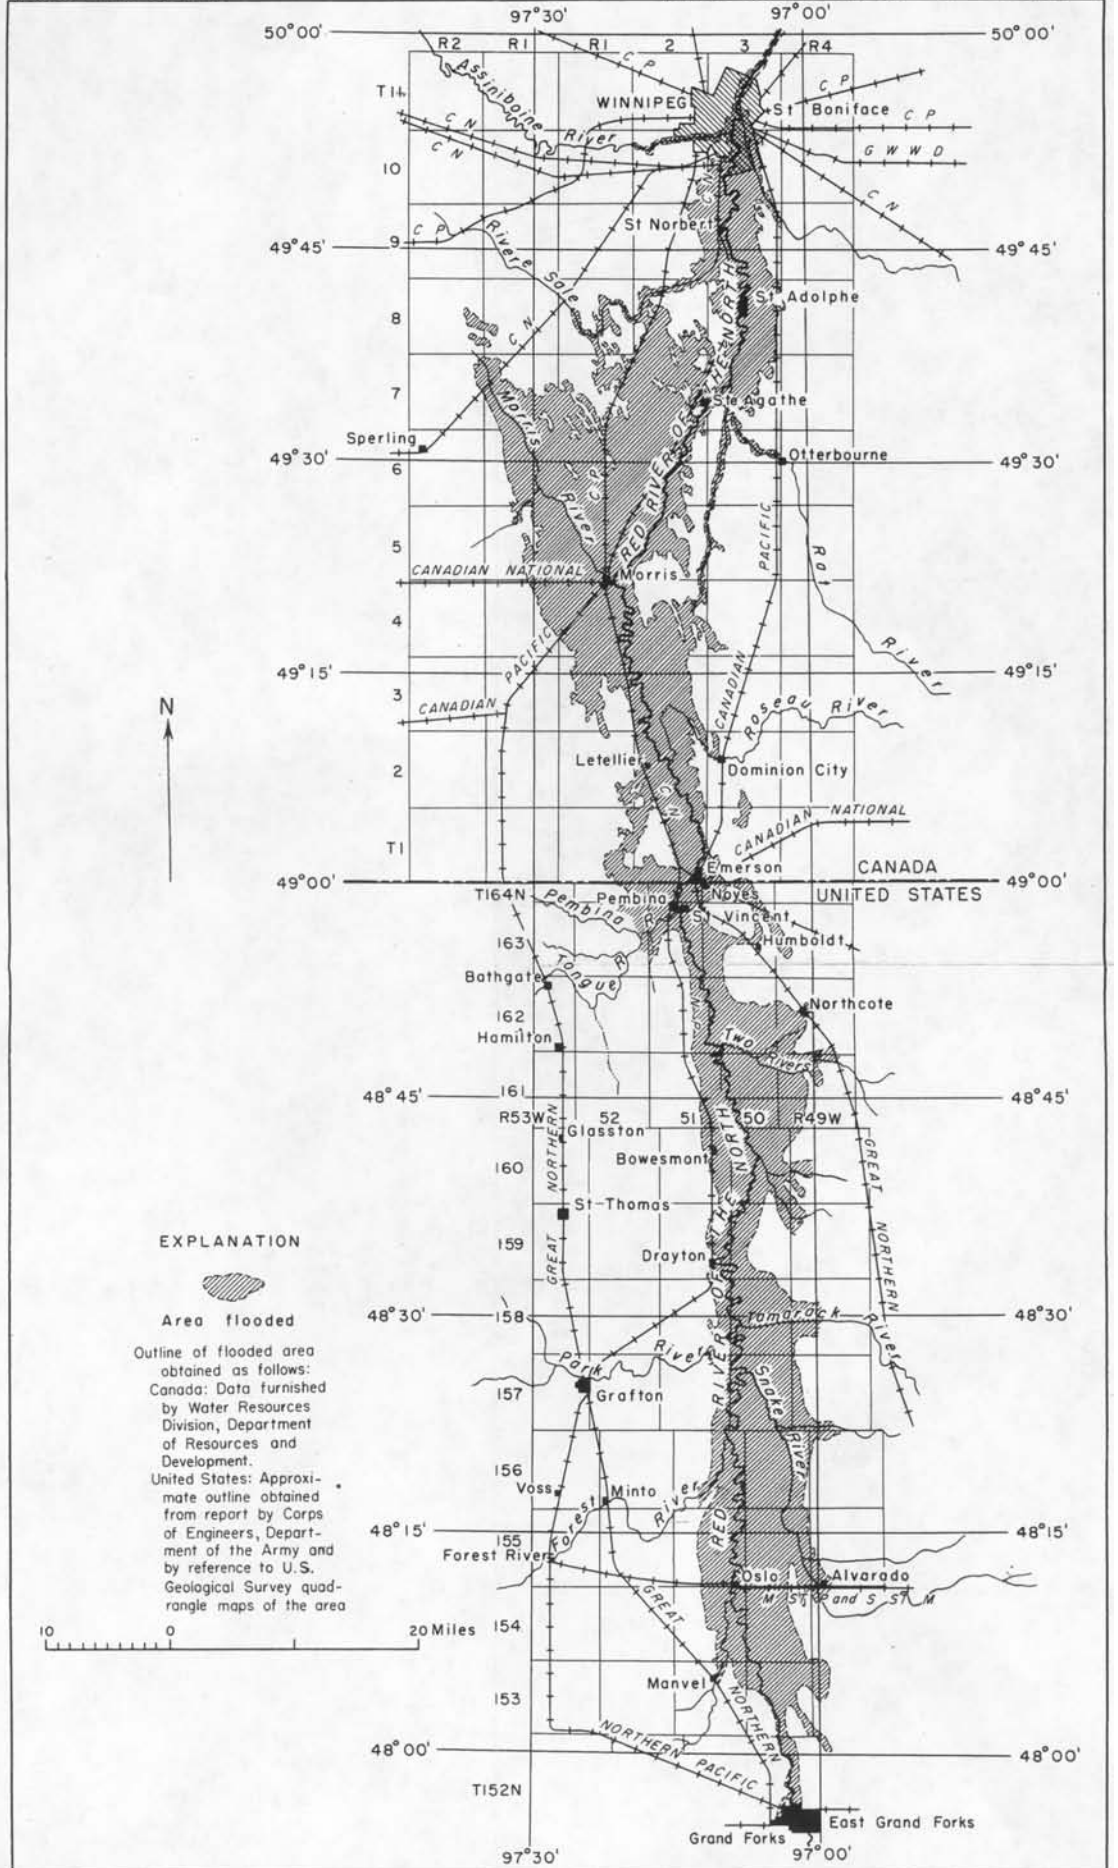 97°30'
97°00'
50°00'
50°00'
R2
R1
R1
2
3
R4
C P
C P
Assiniboine
River
WINNIPEG
St Boniface
C P
C N
C N
G W W D
10
C N
C N
St Norbert
C P
9
49°45'
49°45'
Riviere Sale
St Adolphe
8
C N
7
Morris
River
Ste Agathe
Sperling
Otterbourne
49°30'
49°30'
6
C P
RED RIVER OF THE NORTH
PACIFIC
Rat
River
5
CANADIAN NATIONAL
Morris
4
PACIFIC
49°15'
49°15'
3
CANADIAN
CANADIAN
Roseau River
N
Letellier
Dominion City
2
C N
CANADIAN NATIONAL
T1
Emerson
CANADA
49°00'
49°00'
UNITED STATES
T164N
Pembina
R
Pembina
Noyes
St Vincent
Humboldt
163
Tongue
R
Bathgate
Northcote
162
N P
Hamilton
Two Rivers
161
48°45'
48°45'
R53W
52
51
50
R49W
Glasston
Bowesmont
160
NORTHERN
GREAT
St Thomas
159
GREAT
NORTHERN
Drayton
48°30'
48°30'
158
Tamarack
River
Park
River
157
Grafton
Snake
River
RED RIVER OF THE NORTH
156
Voss
Minto
Forest
River
48°15'
48°15'
155
Forest River
Oslo
Alvarado
M ST P and S ST M
GREAT
154
Manvel
153
NORTHERN
NORTHERN PACIFIC
48°00'
48°00'
T152N
East Grand Forks
Grand Forks
97°30'
97°00'
EXPLANATION
Area flooded
Outline of flooded area
obtained as follows:
Canada: Data furnished
by Water Resources
Division, Department
of Resources and
Development.
United States: Approxi-
mate outline obtained
from report by Corps
of Engineers, Depart-
ment of the Army and
by reference to U.S.
Geological Survey quad-
rangle maps of the area
10
0
20 Miles